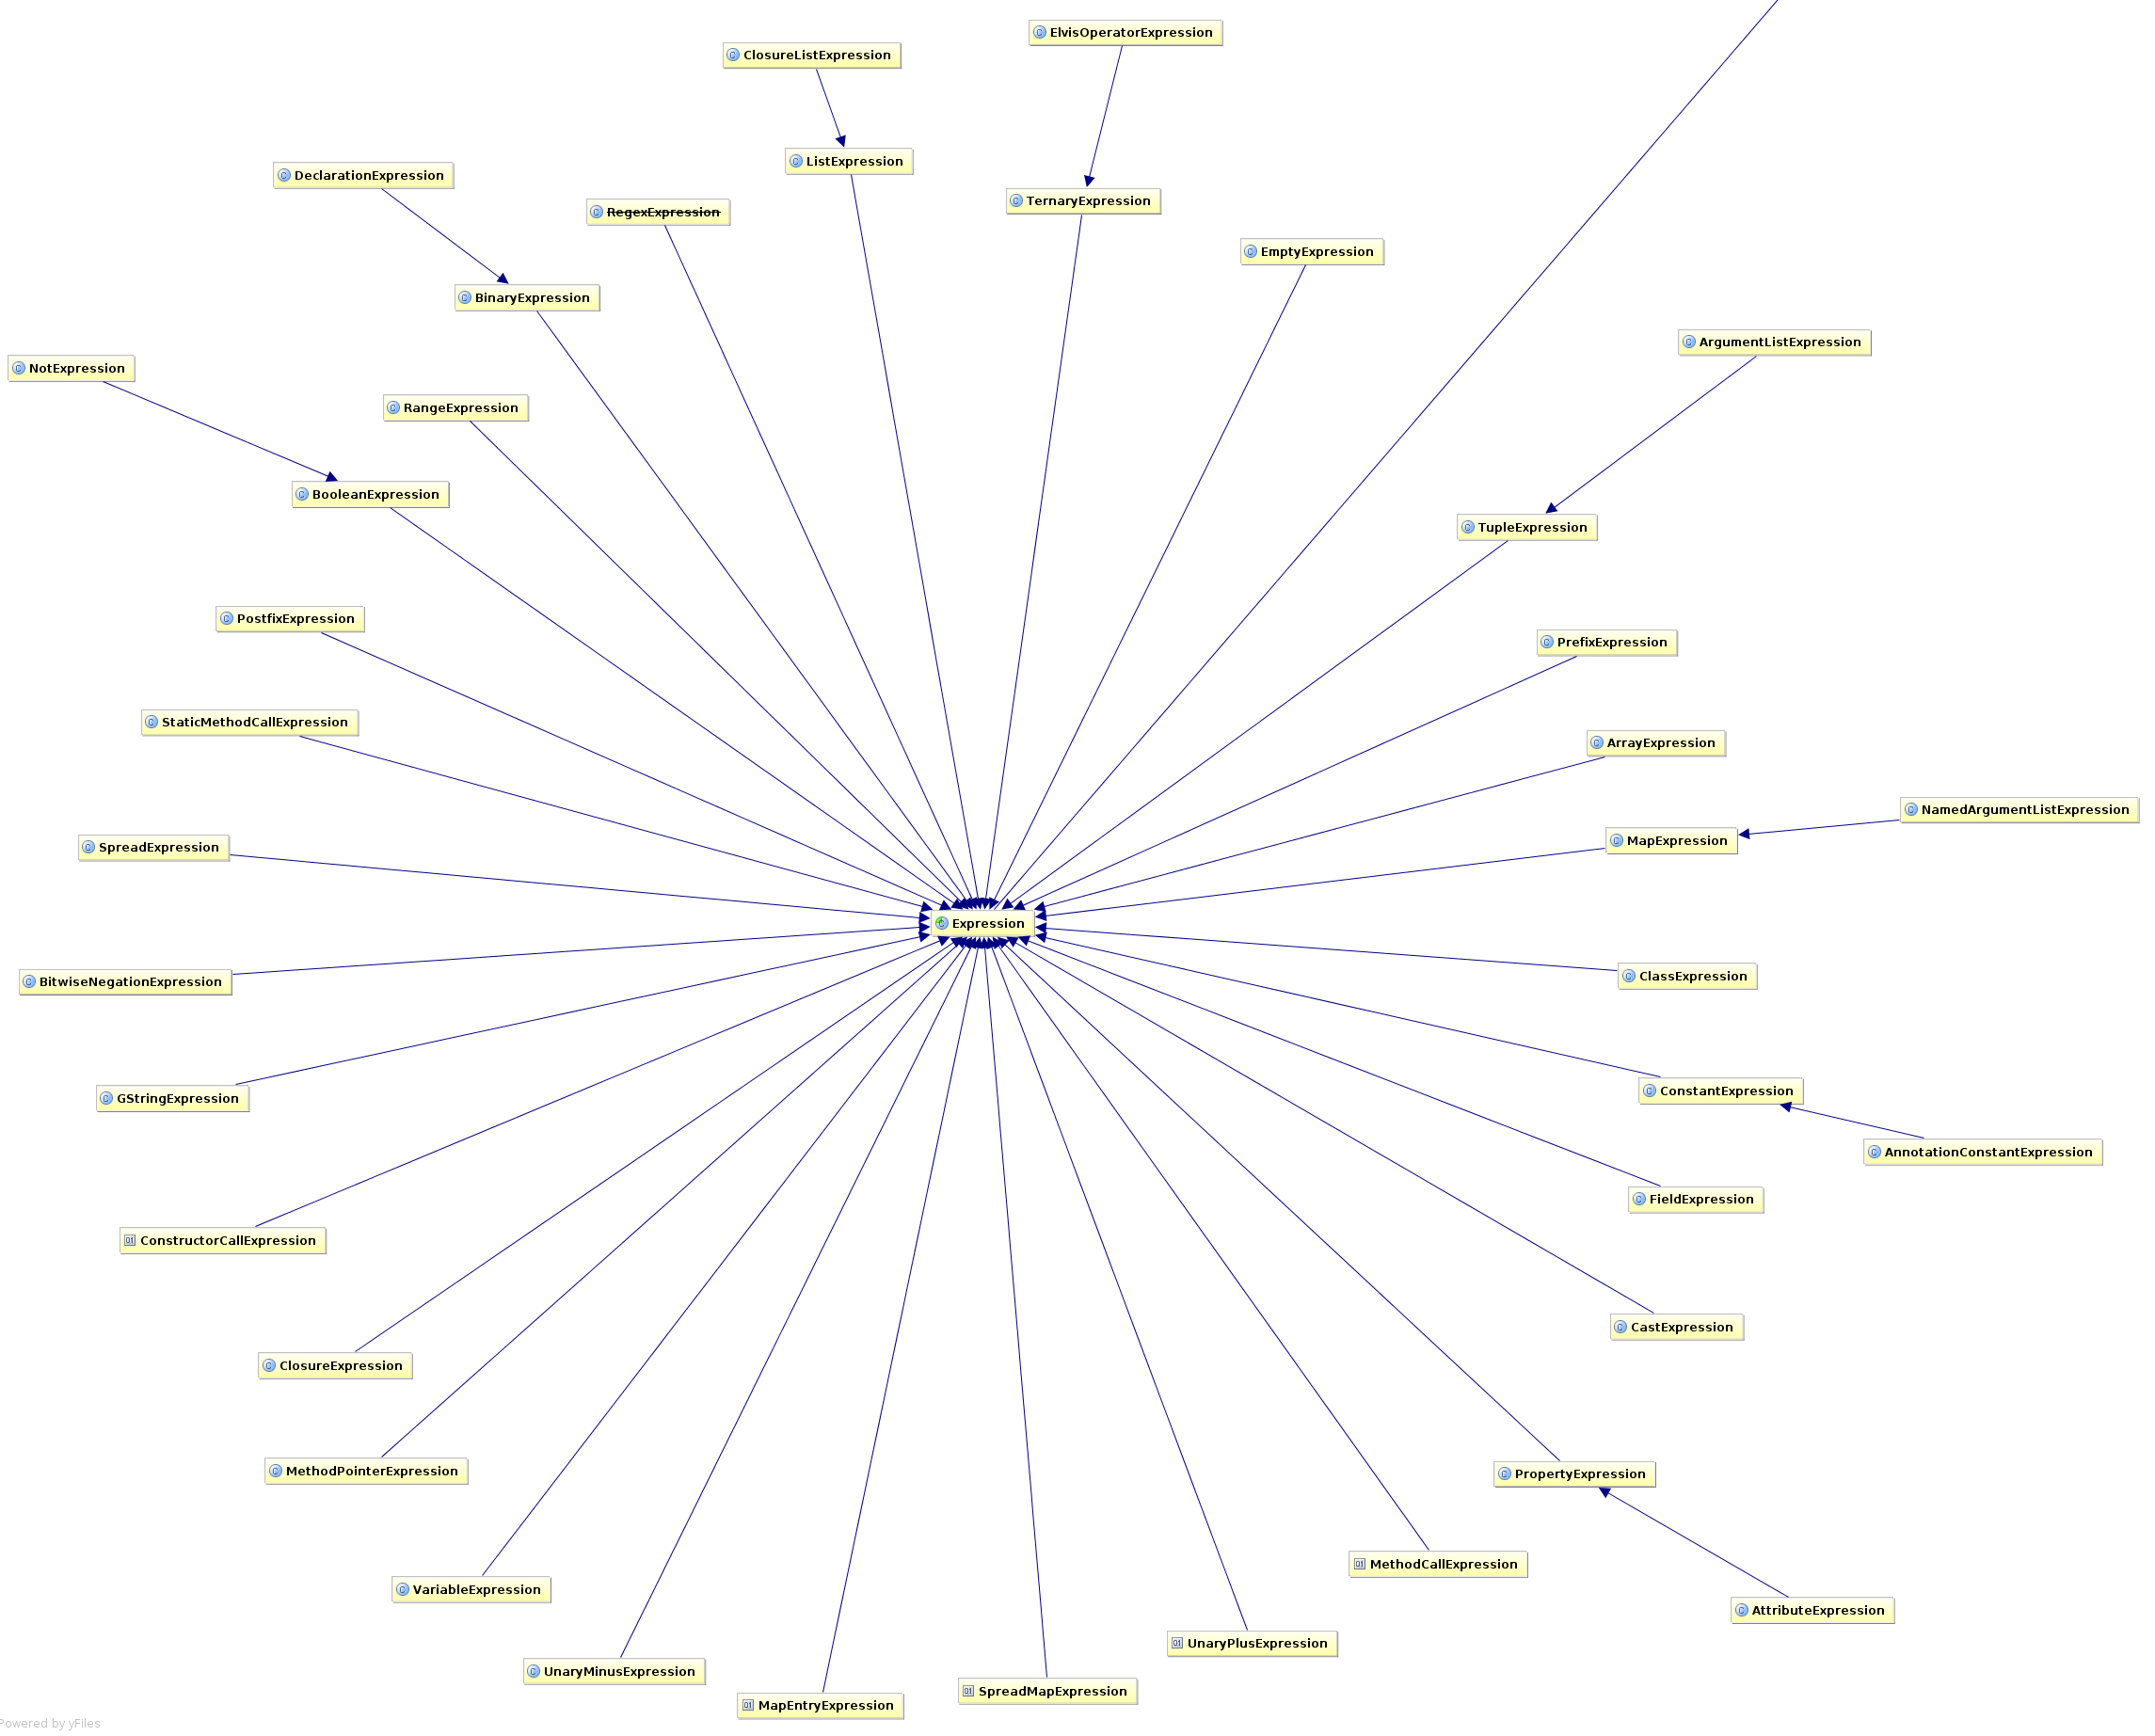 ElvisOperatorExpression
ClosureListExpression
ListExpression
DeclarationExpression
TernaryExpression
RegexExpression
EmptyExpression
BinaryExpression
ArgumentListExpression
NotExpression
RangeExpression
BooleanExpression
TupleExpression
PostfixExpression
PrefixExpression
StaticMethodCallExpression
ArrayExpression
NamedArgumentListExpression
MapExpression
SpreadExpression
Expression
ClassExpression
BitwiseNegationExpression
ConstantExpression
GStringExpression
AnnotationConstantExpression
FieldExpression
ConstructorCallExpression
CastExpression
ClosureExpression
MethodPointerExpression
PropertyExpression
MethodCallExpression
VariableExpression
AttributeExpression
UnaryPlusExpression
UnaryMinusExpression
SpreadMapExpression
MapEntryExpression
Powered by yFiles